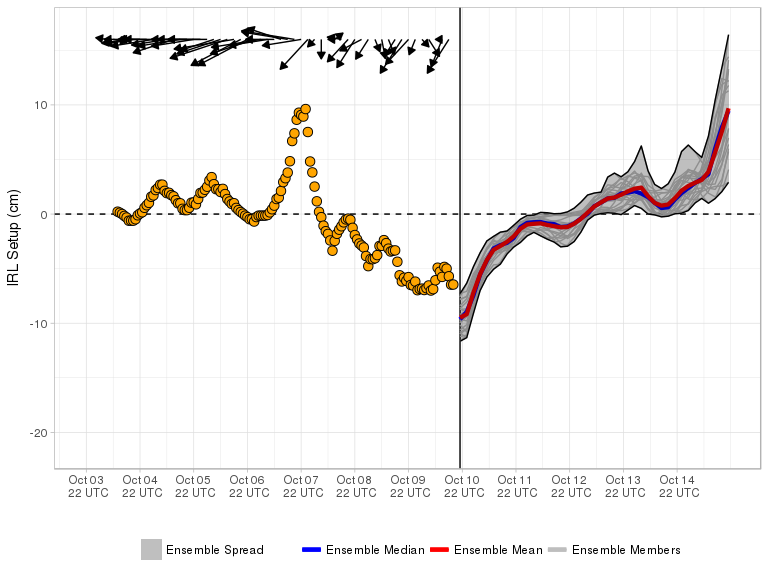 IRL Setup (cm)
10
0
-10
-20
Oct 03 Oct 04 Oct 05 Oct 06 Oct 07 Oct 08 Oct 09 Oct 10 Oct 11 Oct 12 Oct 13 Oct 14
22 UTC 22 UTC 22 UTC 22 UTC 22 UTC 22 UTC 22 UTC 22 UTC 22 UTC 22 UTC 22 UTC 22 UTC
Ensemble Spread Ensemble Median Ensemble Mean Ensemble Members